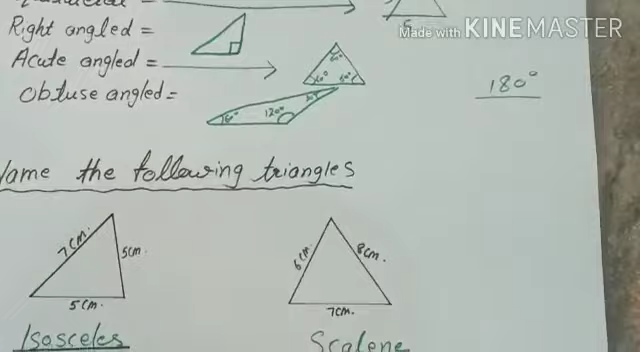 6
Made with KINEMASTER
Right angled =
Acute angled =
60°
60° 60°
180°
Obtuse angled =
120°
Name the following triangles
7cm. 5cm.
5cm.
6cm. 8cm.
7cm.
Isosceles
Scalene